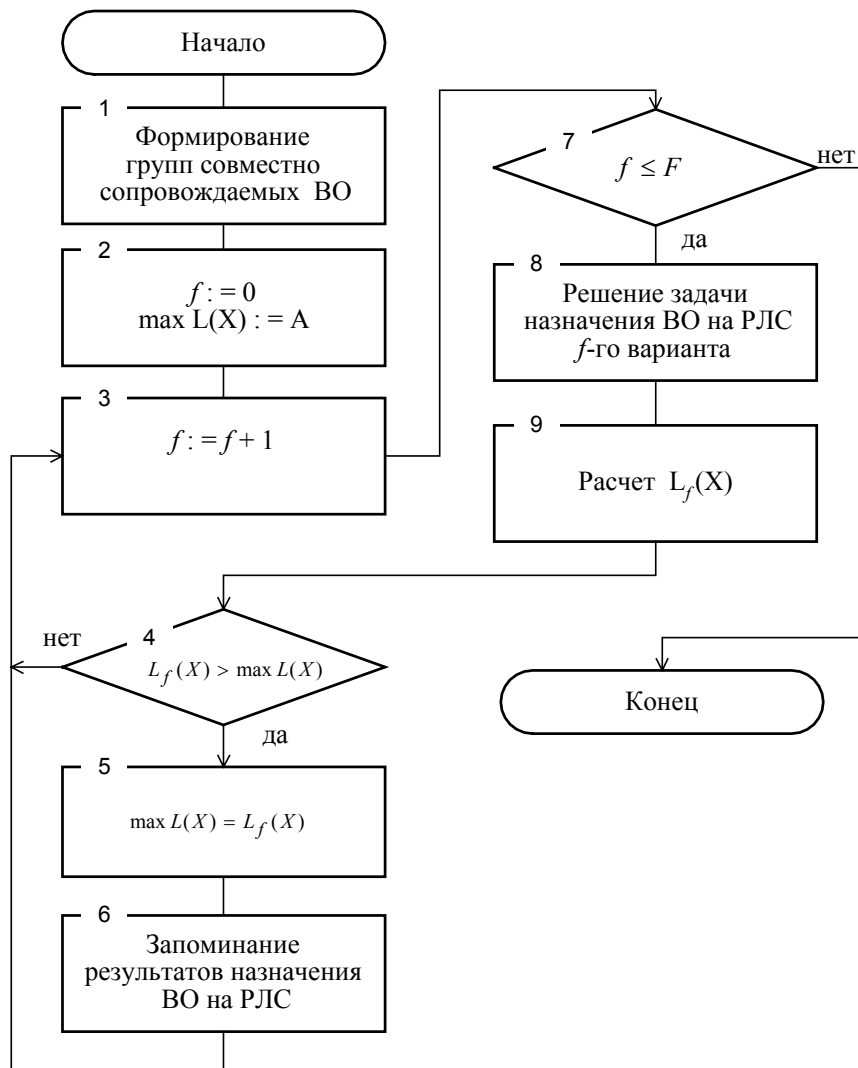 Начало
1
Формирование
групп совместно
сопровождаемых ВО
2
f : = 0
max L(X) : = A
3
f : = f + 1
7
f ≤ F
нет
да
8
Решение задачи
назначения ВО на РЛС
f-го варианта
9
Расчет L_f(X)
нет
4
L_f(X) > max L(X)
да
5
max L(X) = L_f(X)
6
Запоминание
результатов назначения
ВО на РЛС
Конец